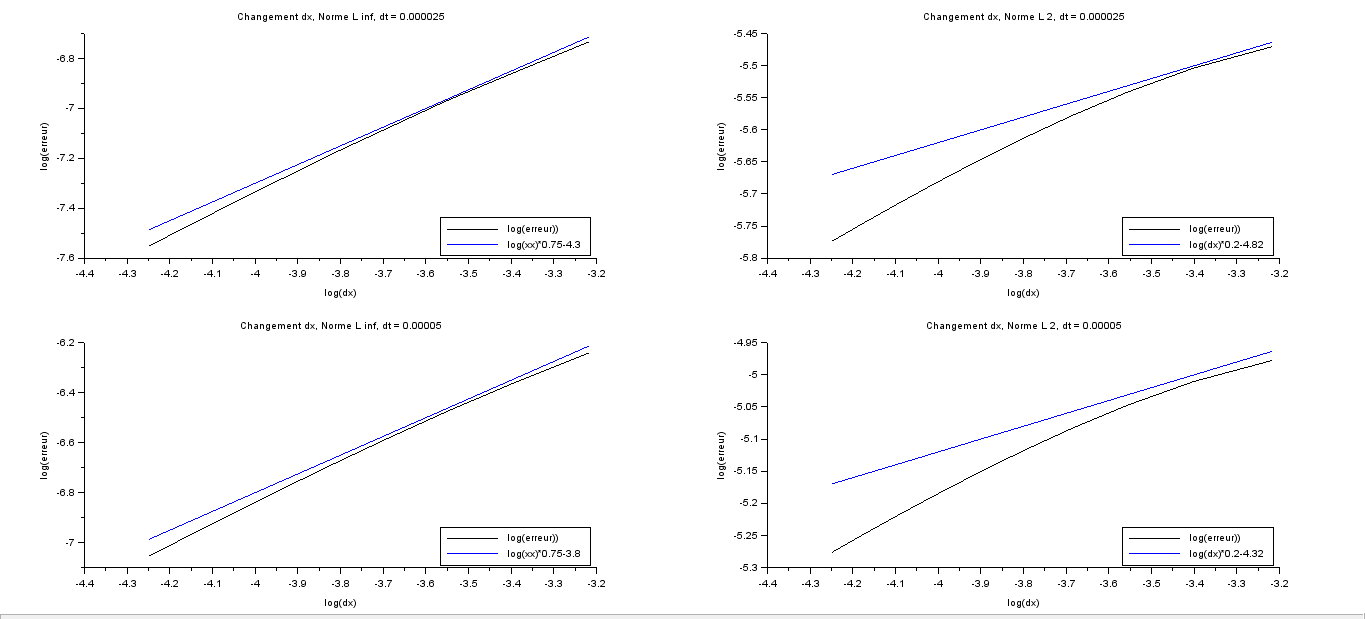 Changement dx, Norme L inf, dt = 0.000025
-6.8
-7
-7.2
-7.4
-7.6
log(erreur)
-4.4 -4.3 -4.2 -4.1 -4 -3.9 -3.8 -3.7 -3.6 -3.5 -3.4 -3.3 -3.2
log(dx)
log(erreur))
log(xx)*0.75-4.3
Changement dx, Norme L 2, dt = 0.000025
-5.45
-5.5
-5.55
-5.6
-5.65
-5.7
-5.75
-5.8
log(erreur)
-4.4 -4.3 -4.2 -4.1 -4 -3.9 -3.8 -3.7 -3.6 -3.5 -3.4 -3.3 -3.2
log(dx)
log(erreur))
log(dx)*0.2-4.82
Changement dx, Norme L inf, dt = 0.00005
-6.2
-6.4
-6.6
-6.8
-7
log(erreur)
-4.4 -4.3 -4.2 -4.1 -4 -3.9 -3.8 -3.7 -3.6 -3.5 -3.4 -3.3 -3.2
log(dx)
log(erreur))
log(xx)*0.75-3.8
Changement dx, Norme L 2, dt = 0.00005
-4.95
-5
-5.05
-5.1
-5.15
-5.2
-5.25
-5.3
log(erreur)
-4.4 -4.3 -4.2 -4.1 -4 -3.9 -3.8 -3.7 -3.6 -3.5 -3.4 -3.3 -3.2
log(dx)
log(erreur))
log(dx)*0.2-4.32